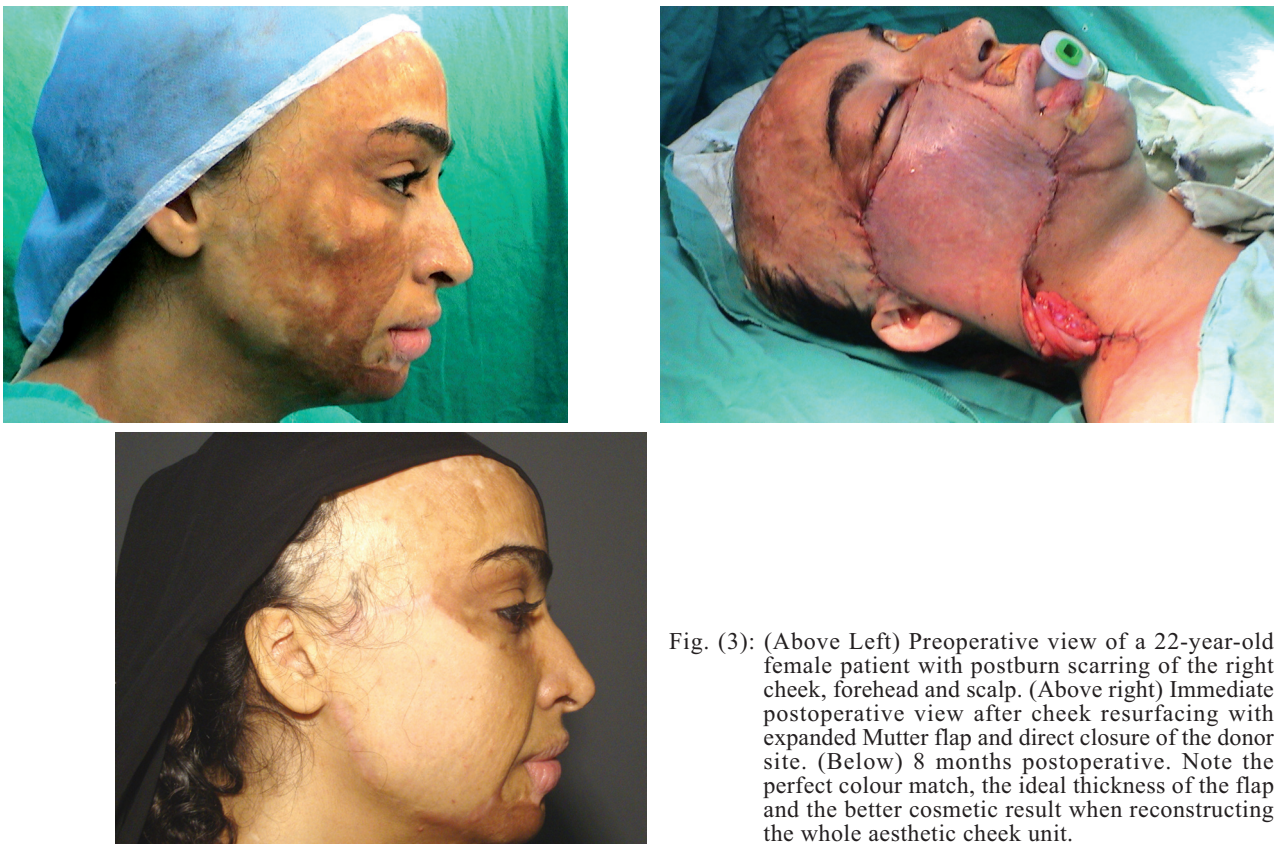 Fig. (3): (Above Left) Preoperative view of a 22-year-old
female patient with postburn scarring of the right
cheek, forehead and scalp. (Above right) Immediate
postoperative view after cheek resurfacing with
expanded Mutter flap and direct closure of the donor
site. (Below) 8 months postoperative. Note the
perfect colour match, the ideal thickness of the flap
and the better cosmetic result when reconstructing
the whole aesthetic cheek unit.